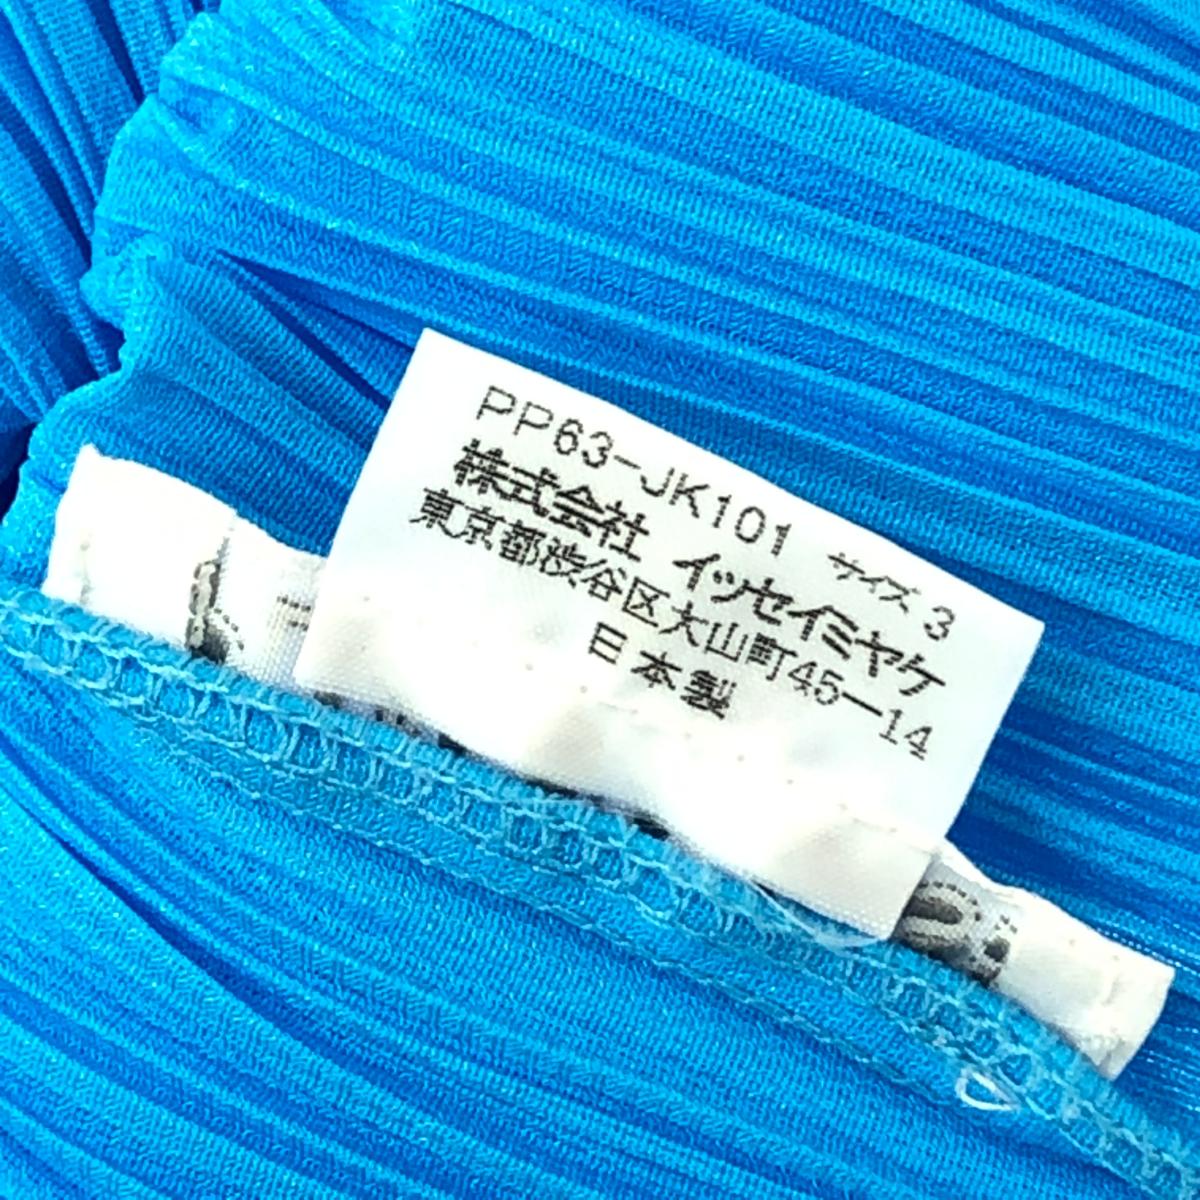 PP63-JK101 サイズ 3
株式会社 イッセイミヤケ
東京都渋谷区大山町45-14
日本製